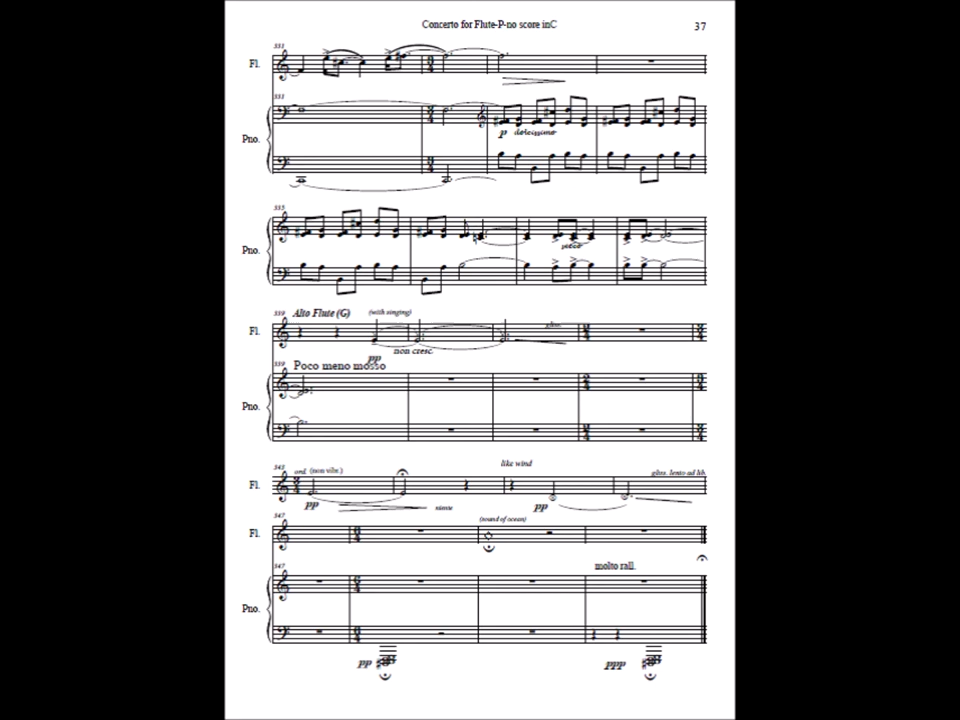 Concerto for Flute-P-no score inC
37
331
Fl.
331
Pno.
p dolcissimo
335
Pno.
339
Alto Flute (G)
(with singing)
Fl.
gliss.
pp
non cresc.
339
Poco meno mosso
Pno.
343
ord. (non vibr.)
like wind
gliss. lento ad lib.
Fl.
pp
niente
pp
347
(sound of ocean)
Fl.
347
molto rall.
Pno.
pp
ppp